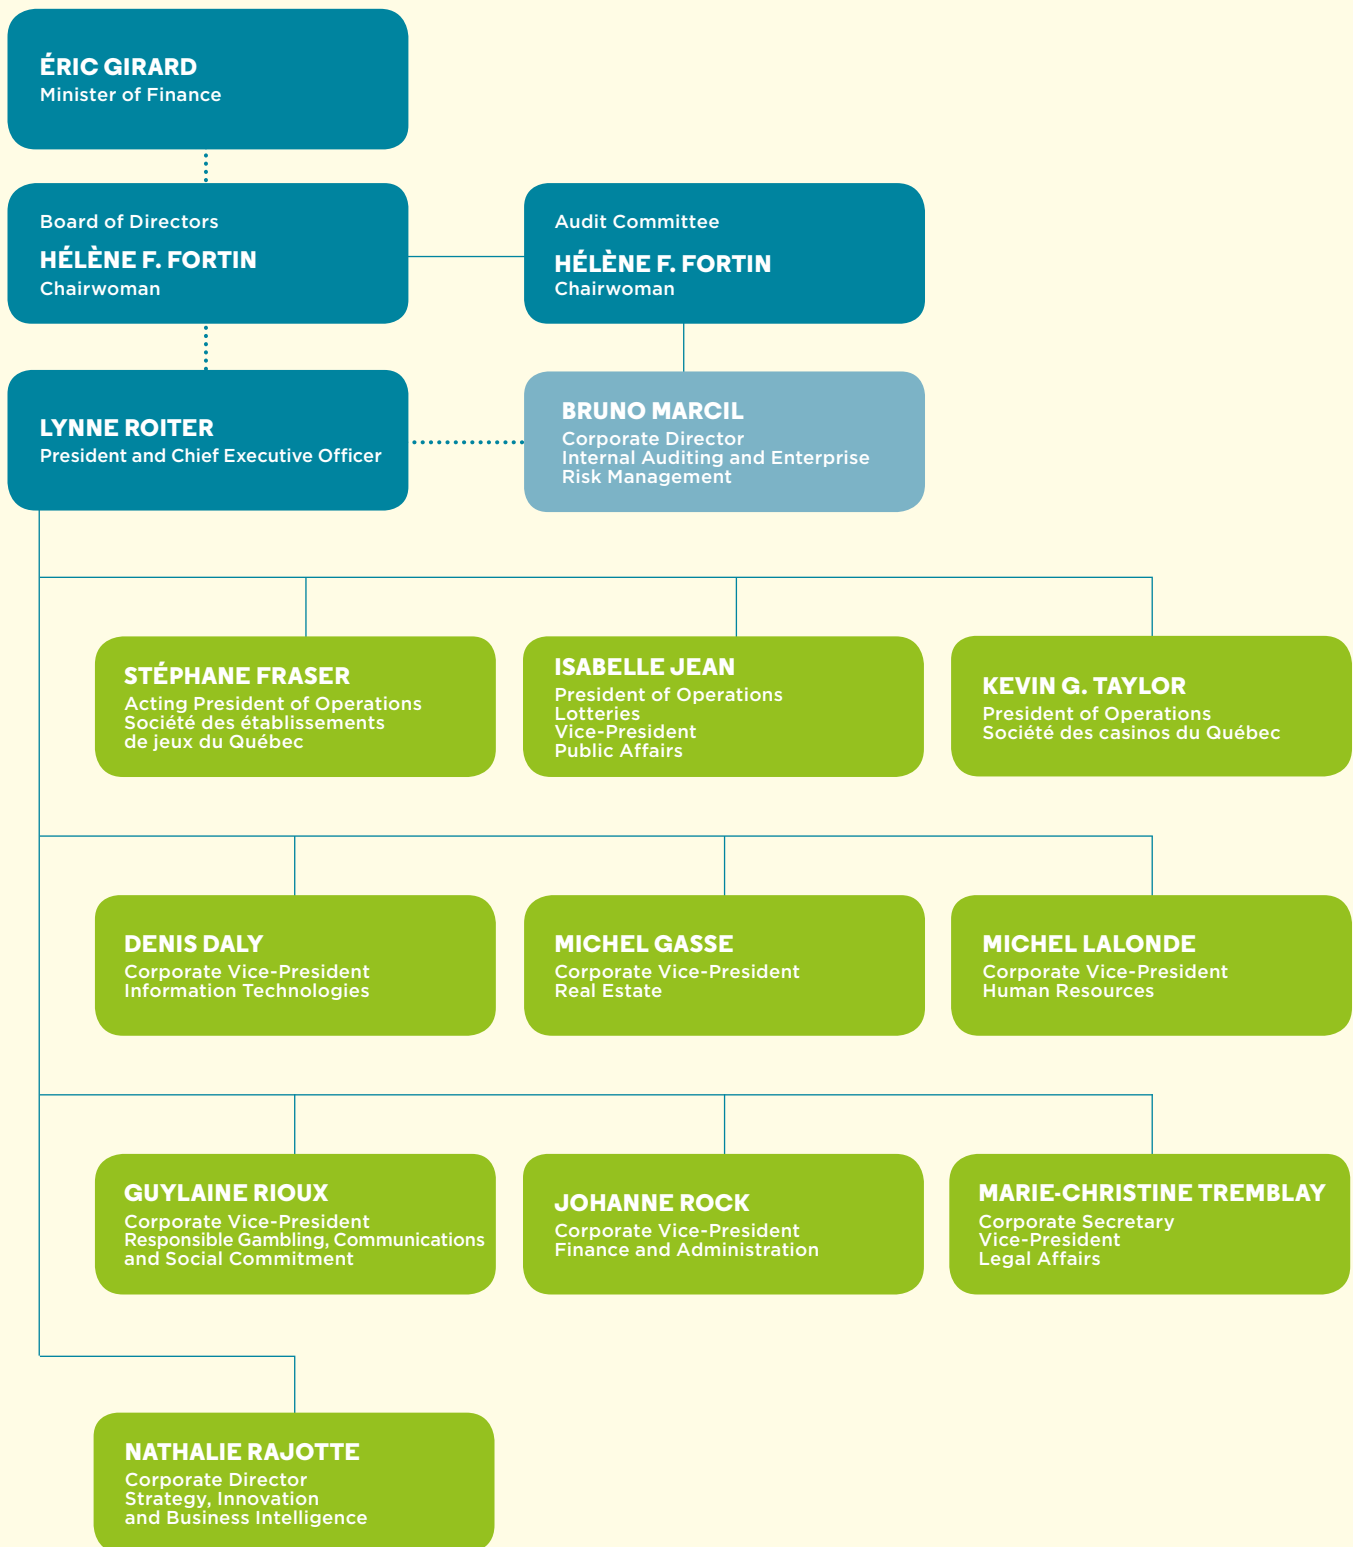 ÉRIC GIRARD
Minister of Finance
Board of Directors
HÉLÈNE F. FORTIN
Chairwoman
Audit Committee
HÉLÈNE F. FORTIN
Chairwoman
LYNNE ROITER
President and Chief Executive Officer
BRUNO MARCIL
Corporate Director
Internal Auditing and Enterprise
Risk Management
STÉPHANE FRASER
Acting President of Operations
Société des établissements
de jeux du Québec
ISABELLE JEAN
President of Operations
Lotteries
Vice-President
Public Affairs
KEVIN G. TAYLOR
President of Operations
Société des casinos du Québec
DENIS DALY
Corporate Vice-President
Information Technologies
MICHEL GASSE
Corporate Vice-President
Real Estate
MICHEL LALONDE
Corporate Vice-President
Human Resources
GUYLAINE RIOUX
Corporate Vice-President
Responsible Gambling, Communications
and Social Commitment
JOHANNE ROCK
Corporate Vice-President
Finance and Administration
MARIE-CHRISTINE TREMBLAY
Corporate Secretary
Vice-President
Legal Affairs
NATHALIE RAJOTTE
Corporate Director
Strategy, Innovation
and Business Intelligence